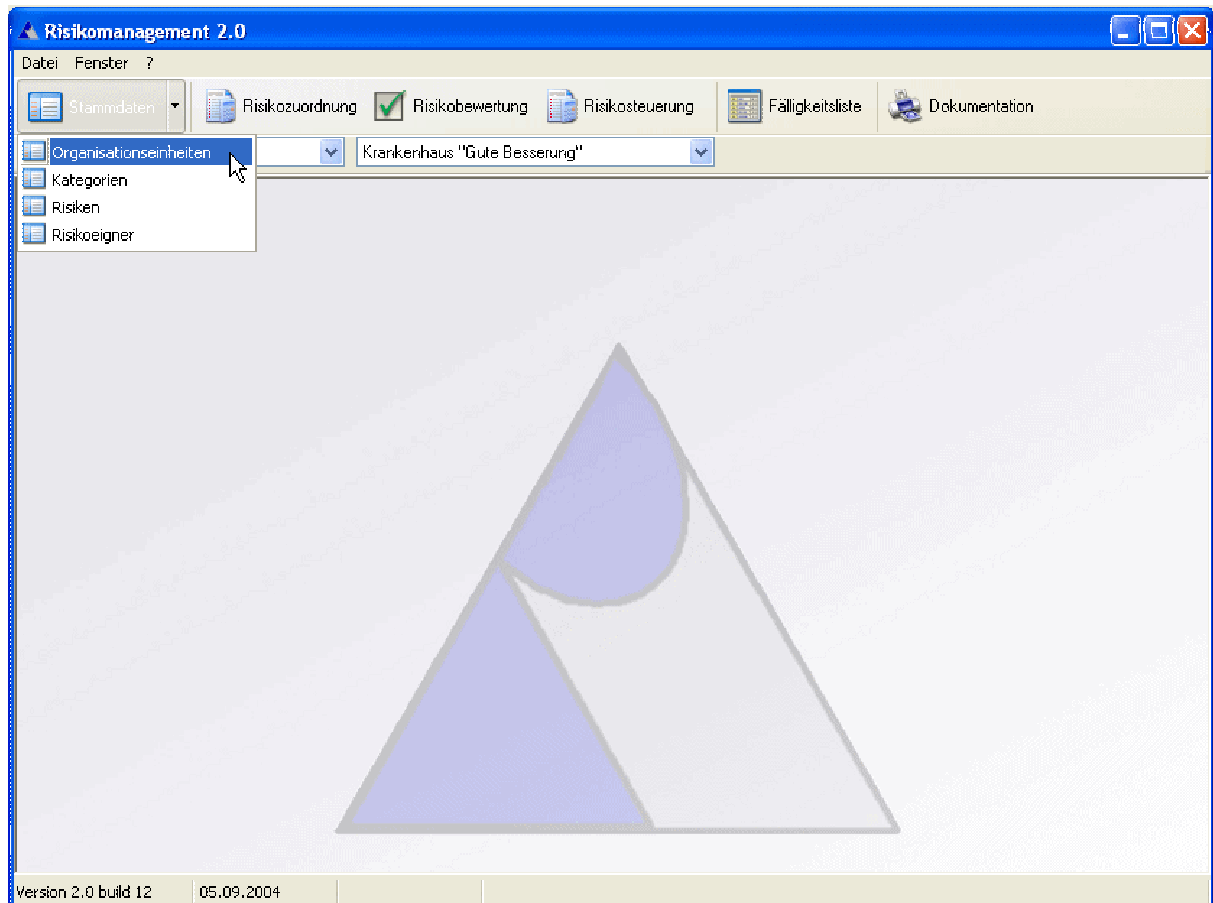 Risikomanagement 2.0
Datei Fenster ?
Stammdaten Risikozuordnung Risikobewertung Risikosteuerung Fälligkeitsliste Dokumentation
Organisationseinheiten Krankenhaus "Gute Besserung"
Kategorien
Risiken
Risikoeigner
Version 2.0 build 12 05.09.2004